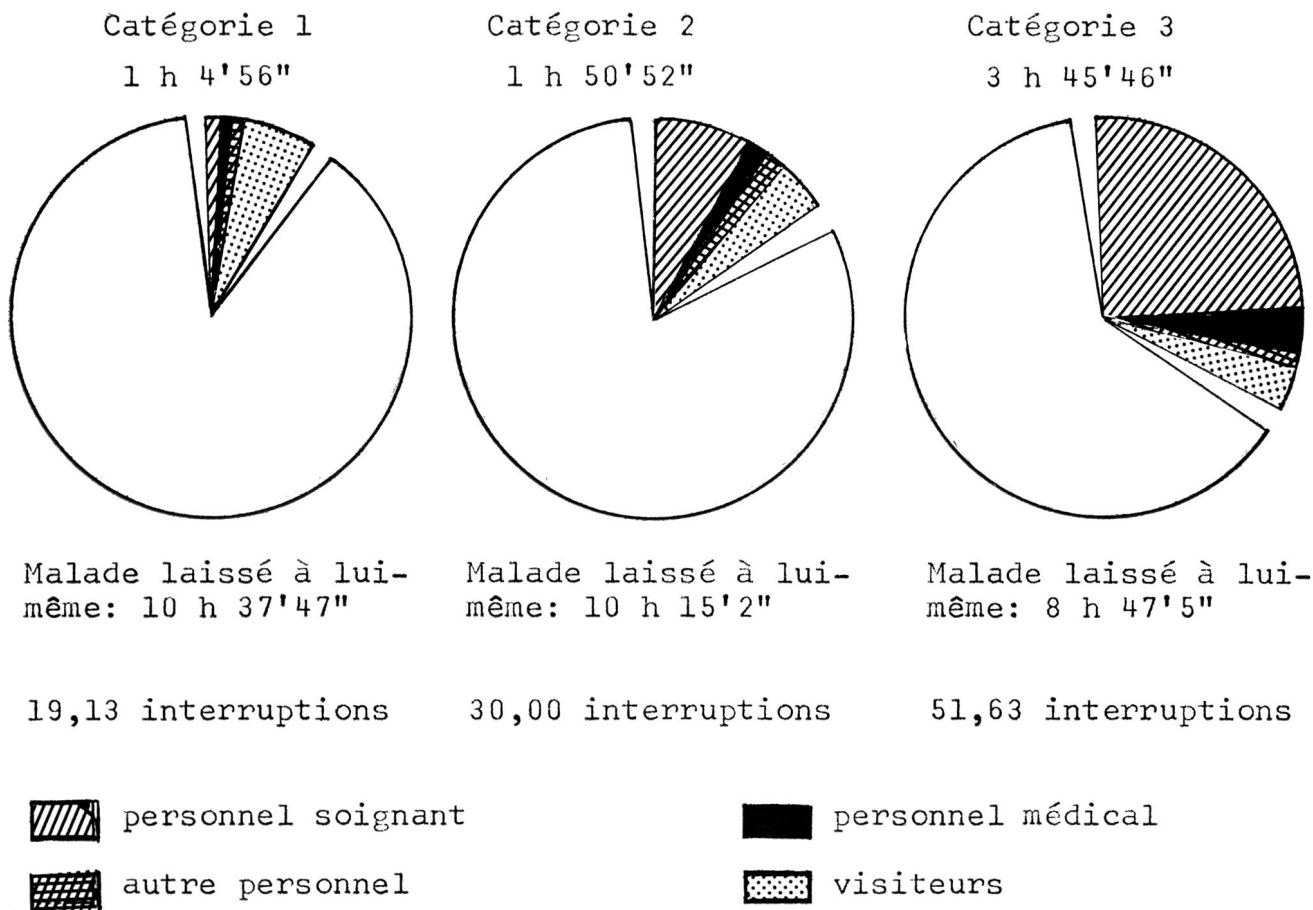 Catégorie 1
1 h 4'56"
Catégorie 2
1 h 50'52"
Catégorie 3
3 h 45'46"
Malade laissé à lui-
même: 10 h 37'47"
Malade laissé à lui-
même: 10 h 15'2"
Malade laissé à lui-
même: 8 h 47'5"
19,13 interruptions
30,00 interruptions
51,63 interruptions
personnel soignant
personnel médical
autre personnel
visiteurs